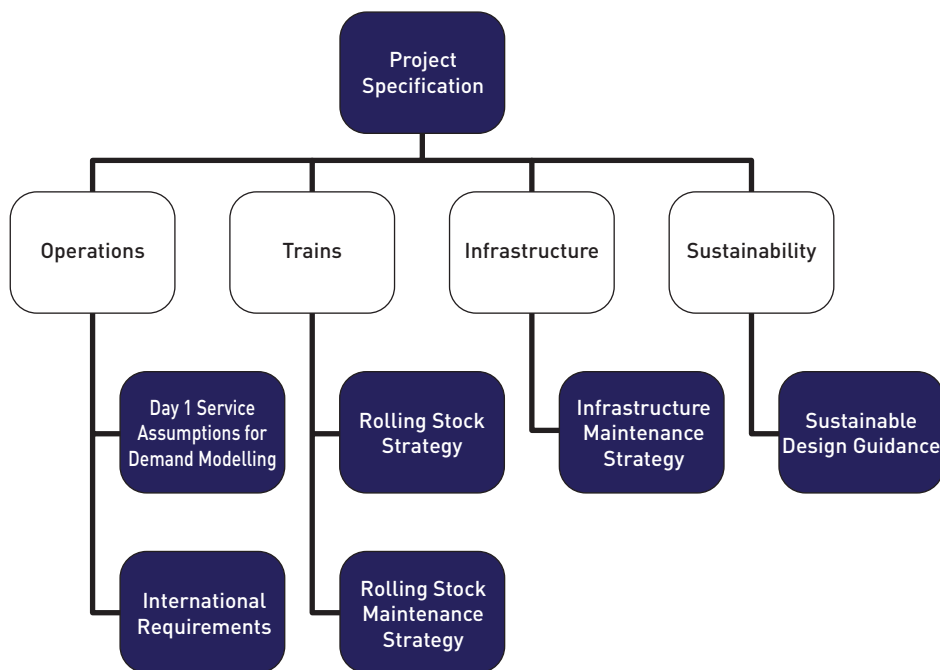 Project
Specification
Operations
Trains
Infrastructure
Sustainability
Day 1 Service
Assumptions for
Demand Modelling
Rolling Stock
Strategy
Infrastructure
Maintenance
Strategy
Sustainable
Design Guidance
International
Requirements
Rolling Stock
Maintenance
Strategy